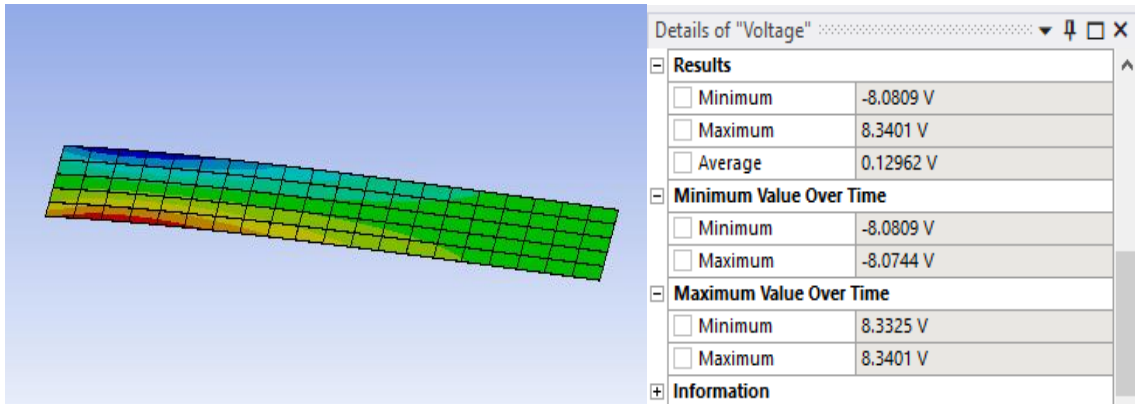 Details of "Voltage"
Results
Minimum -8.0809 V
Maximum 8.3401 V
Average 0.12962 V
Minimum Value Over Time
Minimum -8.0809 V
Maximum -8.0744 V
Maximum Value Over Time
Minimum 8.3325 V
Maximum 8.3401 V
Information